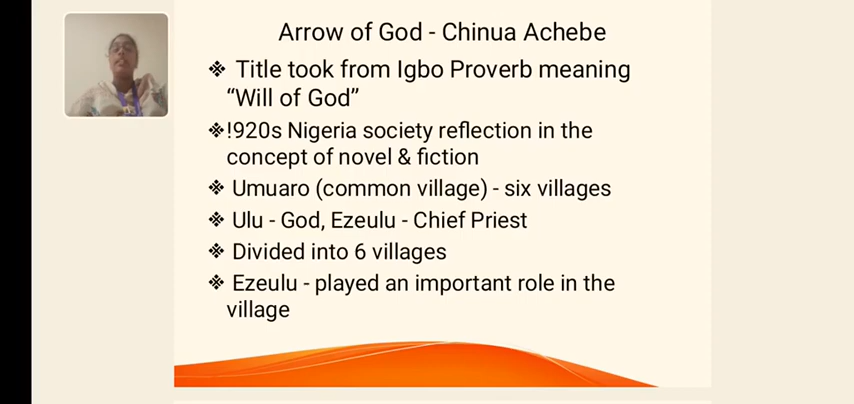 Arrow of God - Chinua Achebe
❖ Title took from Igbo Proverb meaning
“Will of God”
❖!920s Nigeria society reflection in the
concept of novel & fiction
❖ Umuaro (common village) - six villages
❖ Ulu - God, Ezeulu - Chief Priest
❖ Divided into 6 villages
❖ Ezeulu - played an important role in the
village